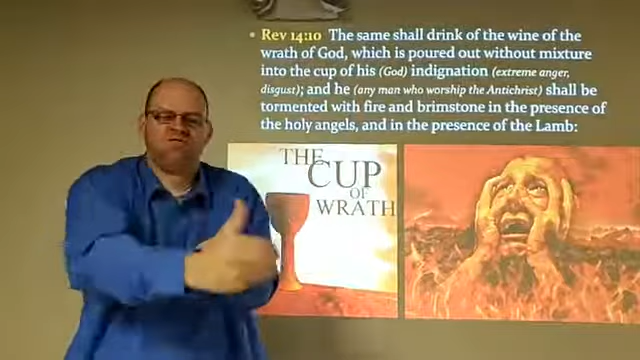 • Rev 14:10 The same shall drink of the wine of the
wrath of God, which is poured out without mixture
into the cup of his (God) indignation (extreme anger,
disgust); and he (any man who worship the Antichrist) shall be
tormented with fire and brimstone in the presence of
the holy angels, and in the presence of the Lamb:
THE
CUP
OF
WRATH